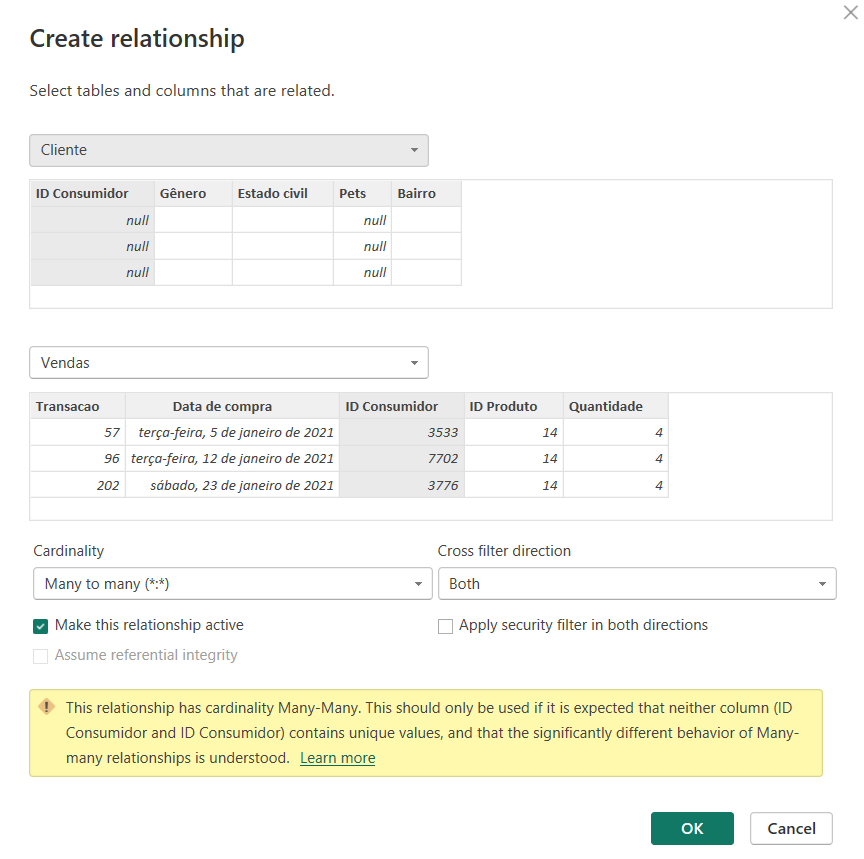 Create relationship
Select tables and columns that are related.
Cliente
ID Consumidor Gênero Estado civil Pets Bairro
null null
null null
null null
Vendas
Transacao Data de compra ID Consumidor ID Produto Quantidade
57 terça-feira, 5 de janeiro de 2021 3533 14 4
96 terça-feira, 12 de janeiro de 2021 7702 14 4
202 sábado, 23 de janeiro de 2021 3776 14 4
Cardinality Cross filter direction
Many to many (*:*) Both
Make this relationship active Apply security filter in both directions
Assume referential integrity
This relationship has cardinality Many-Many. This should only be used if it is expected that neither column (ID
Consumidor and ID Consumidor) contains unique values, and that the significantly different behavior of Many-
many relationships is understood. Learn more
OK Cancel